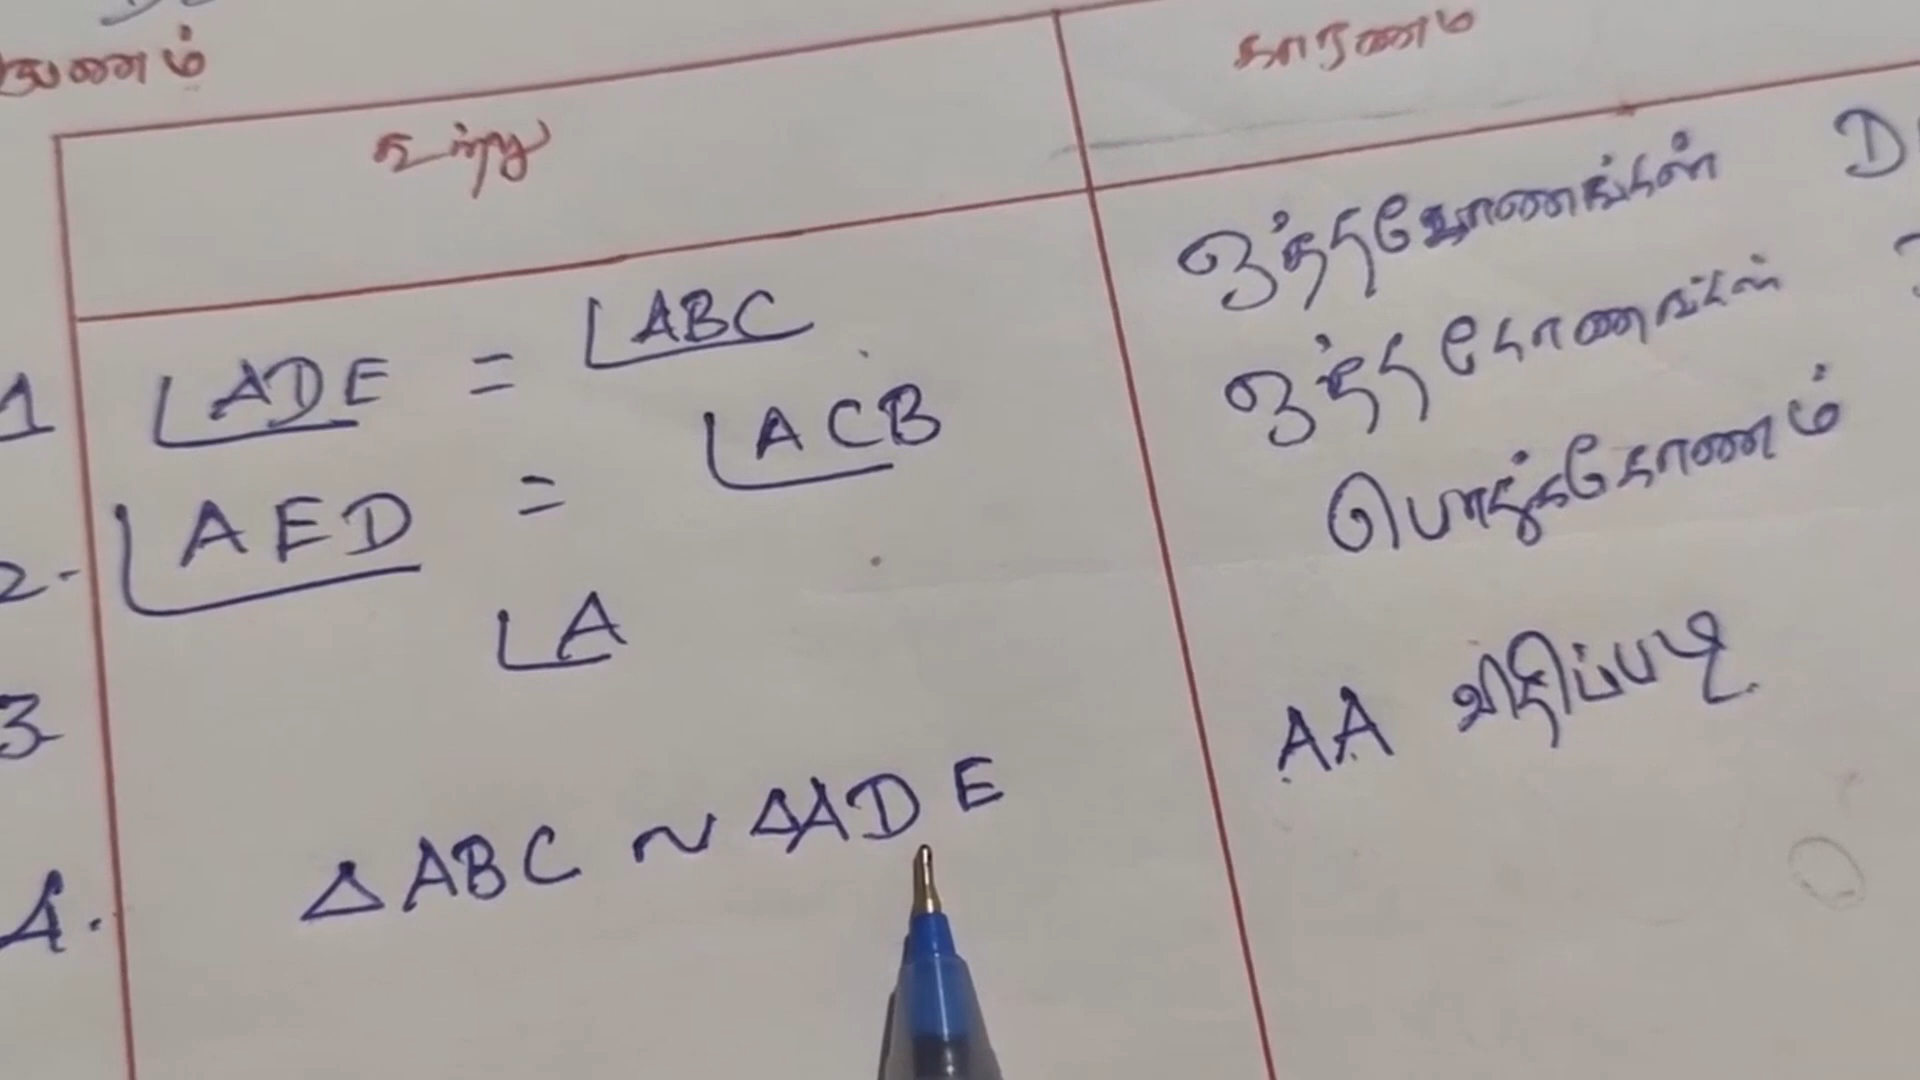 காரணம்
கூற்று
1 ∠ADE = ∠ABC ஒத்தகோணங்கள்
2. ∠AED = ∠ACB ஒத்த கோணங்கள்
3 ∠A பொதுக்கோணம்
4. △ABC ~ △ADE AA விதிப்படி